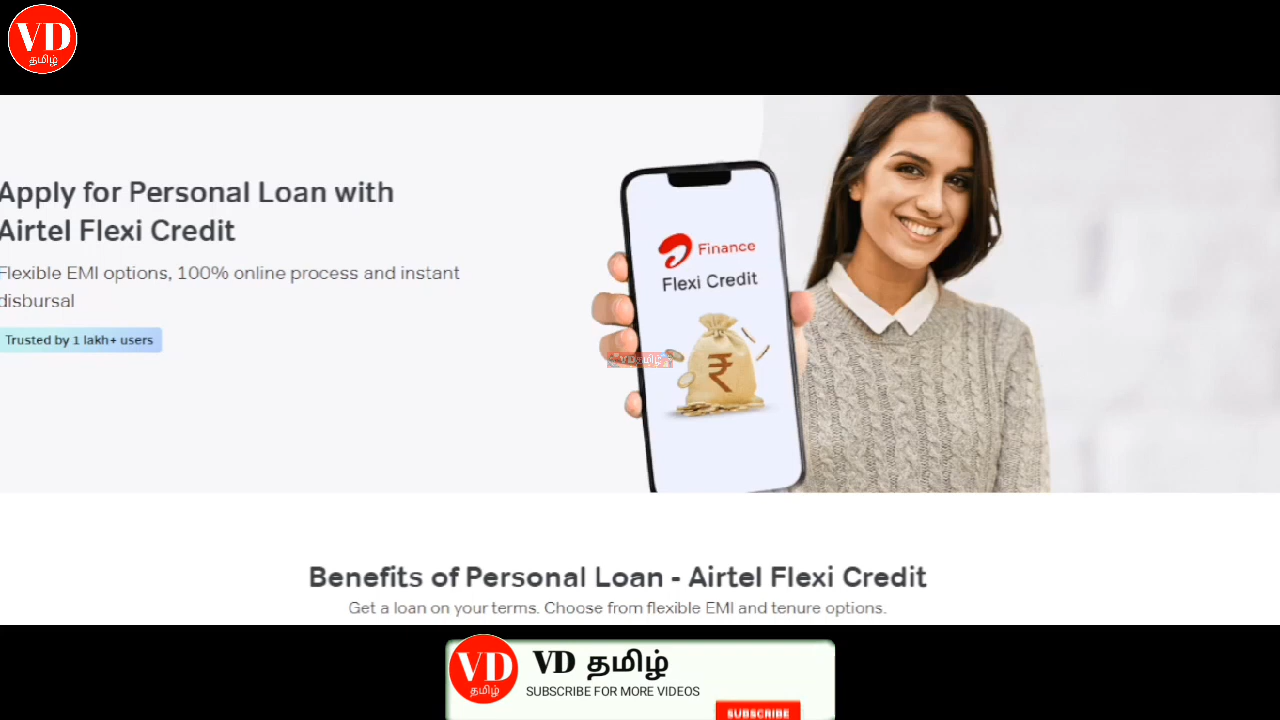 VD
தமிழ்
Apply for Personal Loan with
Airtel Flexi Credit
Flexible EMI options, 100% online process and instant
disbursal
Trusted by 1 lakh+ users
Finance
Flexi Credit
₹
VDதமிழ்
Benefits of Personal Loan - Airtel Flexi Credit
Get a loan on your terms. Choose from flexible EMI and tenure options.
VD
தமிழ்
VD தமிழ்
SUBSCRIBE FOR MORE VIDEOS
SUBSCRIBE